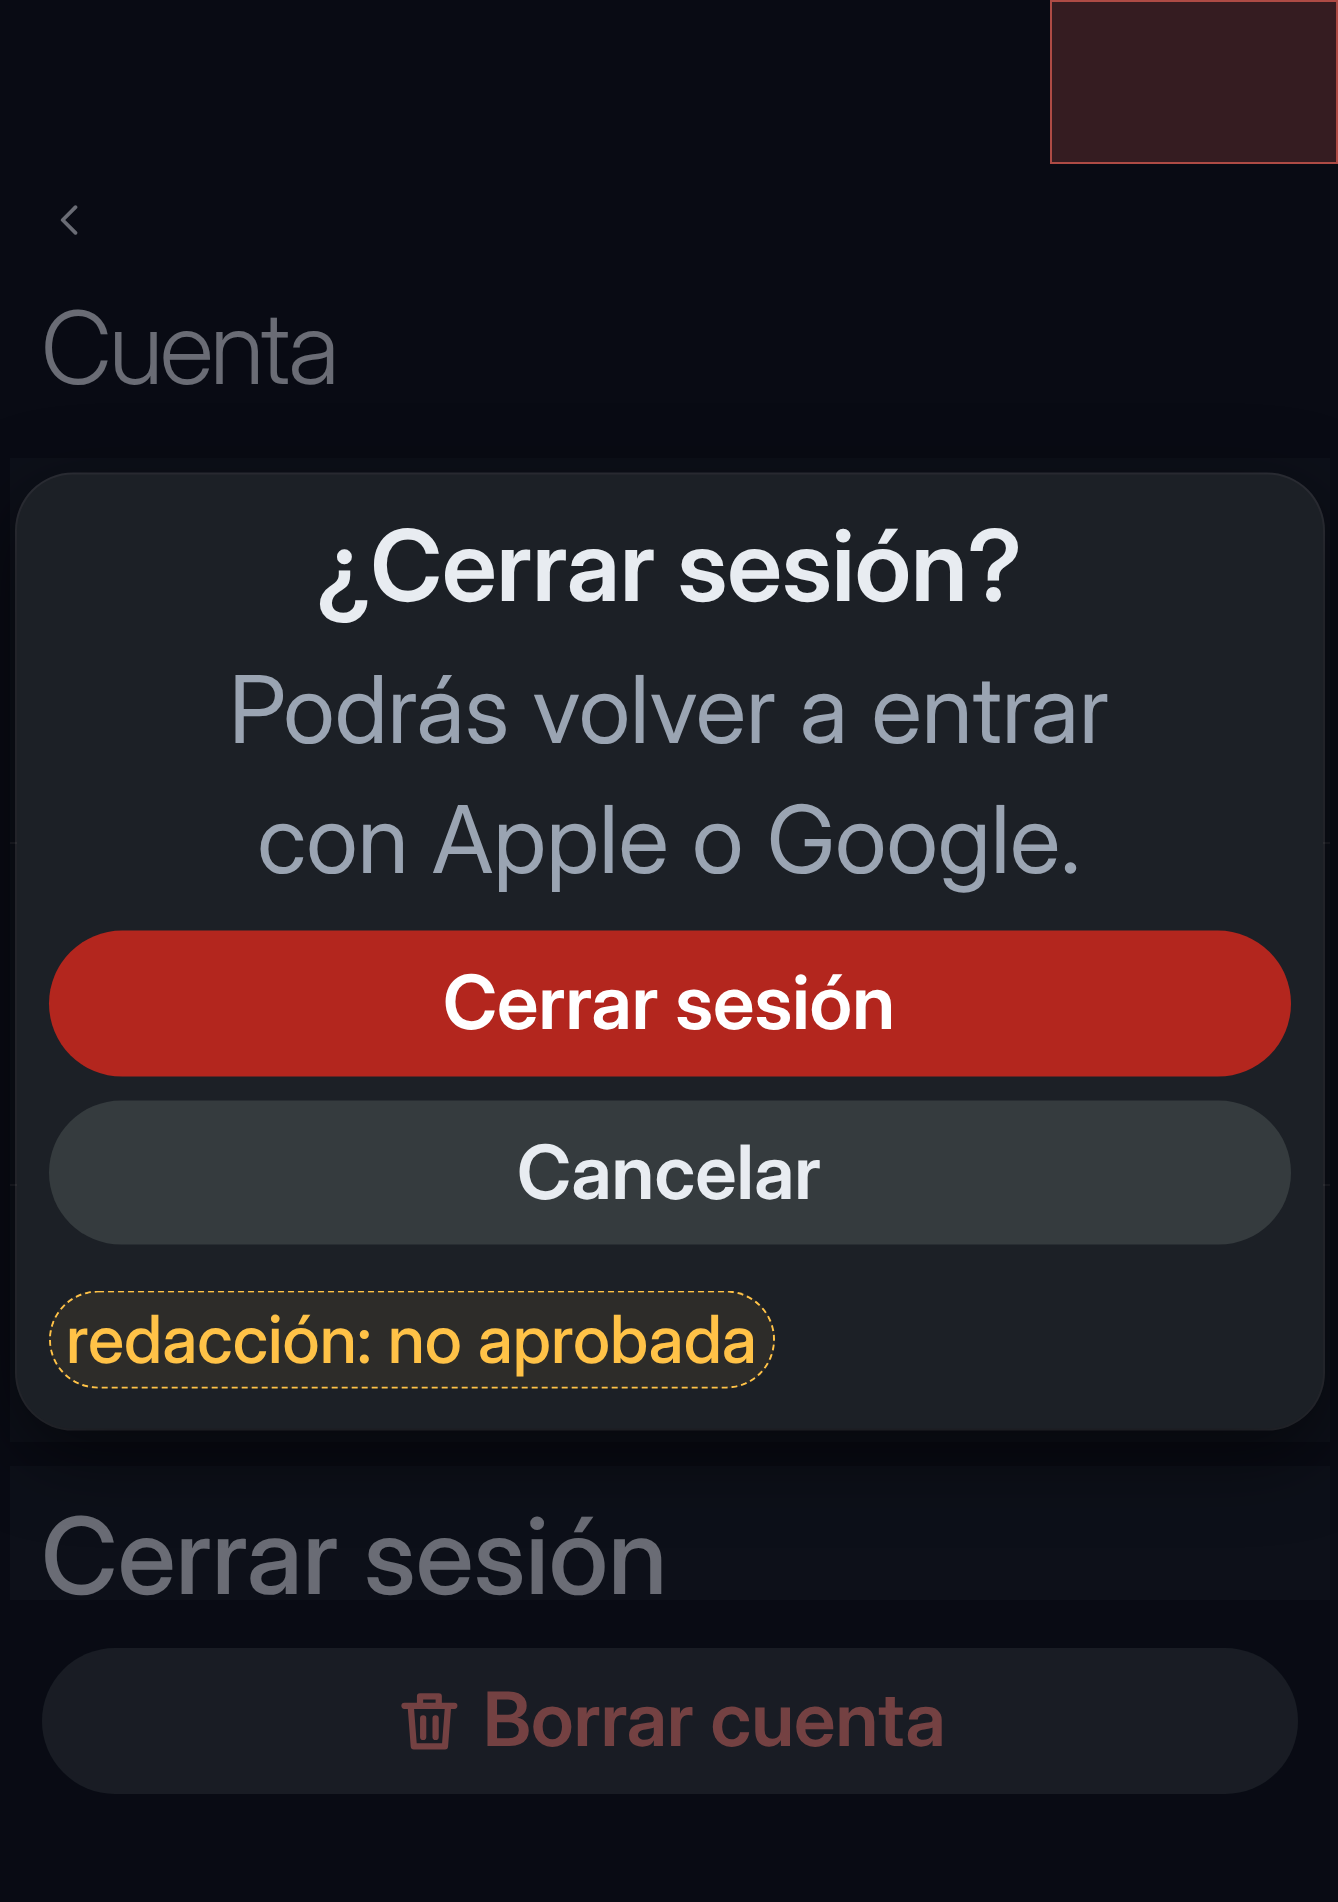 Cuenta
¿Cerrar sesión?
Podrás volver a entrar
con Apple o Google.
Cerrar sesión
Cancelar
redacción: no aprobada
Cerrar sesión
Borrar cuenta